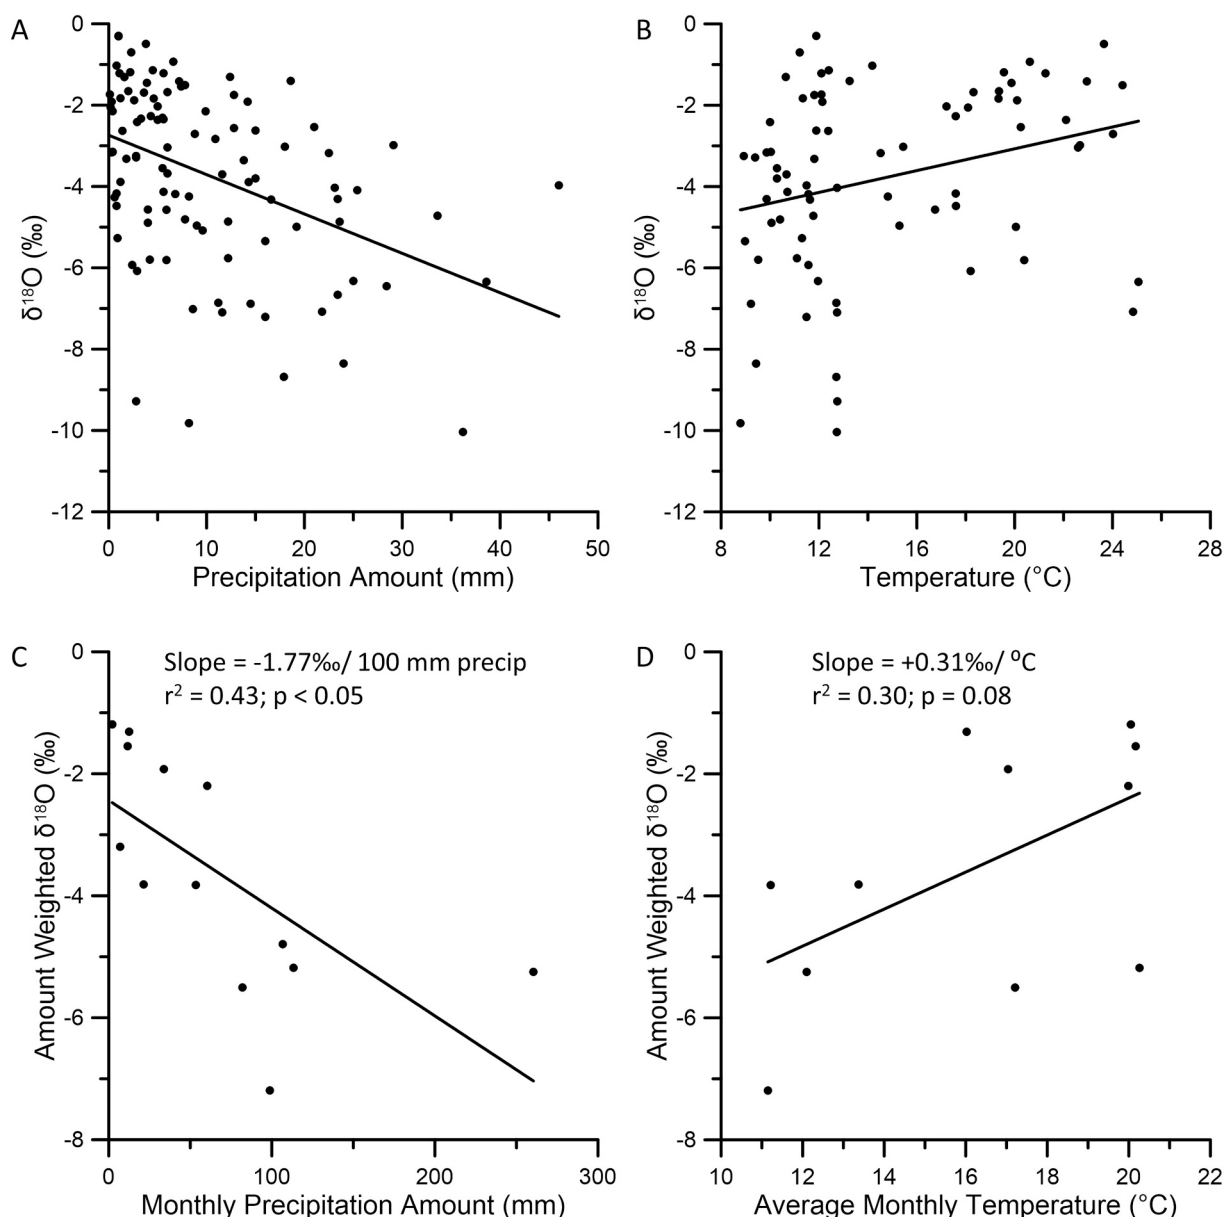 A
0
-2
-4
-6
-8
-10
-12
δ¹⁸O (‰)
0 10 20 30 40 50
Precipitation Amount (mm)
B
0
-2
-4
-6
-8
-10
-12
δ¹⁸O (‰)
8 12 16 20 24 28
Temperature (°C)
C
Slope = -1.77‰/ 100 mm precip
r² = 0.43; p < 0.05
0
-2
-4
-6
-8
Amount Weighted δ¹⁸O (‰)
0 100 200 300
Monthly Precipitation Amount (mm)
D
Slope = +0.31‰/ ⁰C
r² = 0.30; p = 0.08
0
-2
-4
-6
-8
Amount Weighted δ¹⁸O (‰)
10 12 14 16 18 20 22
Average Monthly Temperature (°C)